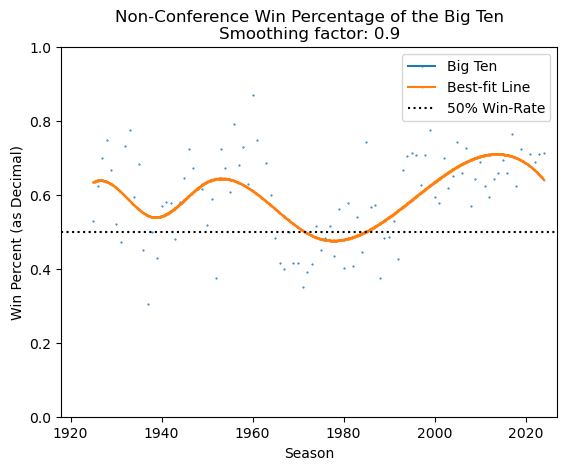 Non-Conference Win Percentage of the Big Ten
Smoothing factor: 0.9
Big Ten
Best-fit Line
50% Win-Rate
Win Percent (as Decimal)
1.0
0.8
0.6
0.4
0.2
0.0
1920
1940
1960
1980
2000
2020
Season